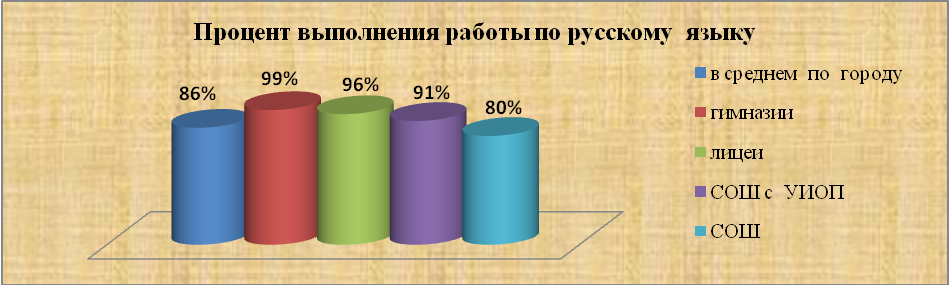 Процент выполнения работы по русскому языку
86%
99%
96%
91%
80%
в среднем по городу
гимназии
лицеи
СОШ с УИОП
СОШ